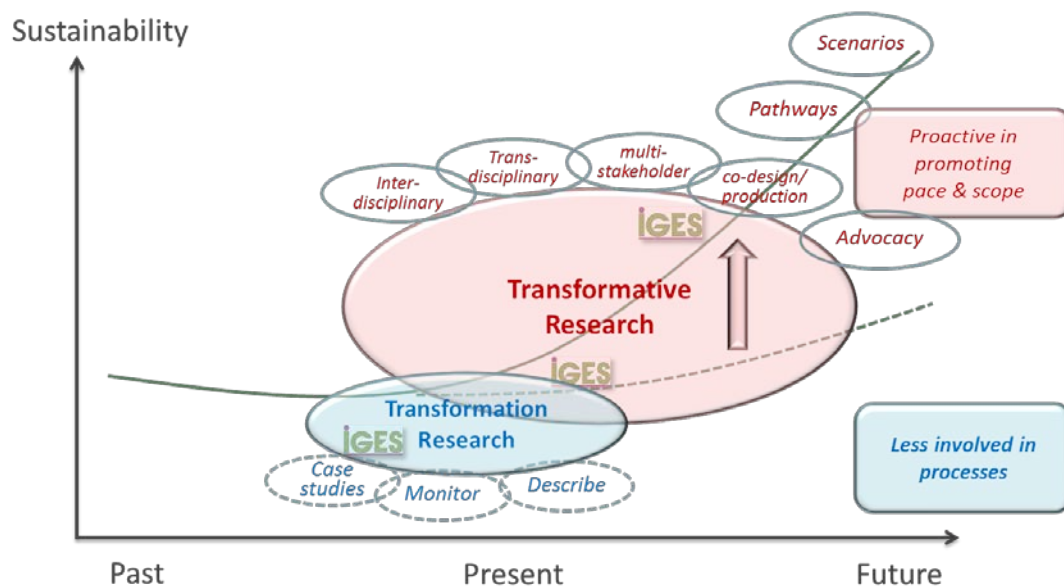 Sustainability
Scenarios
Pathways
Proactive in
promoting
pace & scope
Trans-
disciplinary
multi-
stakeholder
Inter-
disciplinary
co-design/
production
Advocacy
iGES
Transformative
Research
iGES
Transformation
Research
iGES
Case
studies
Monitor
Describe
Less involved in
processes
Past
Present
Future